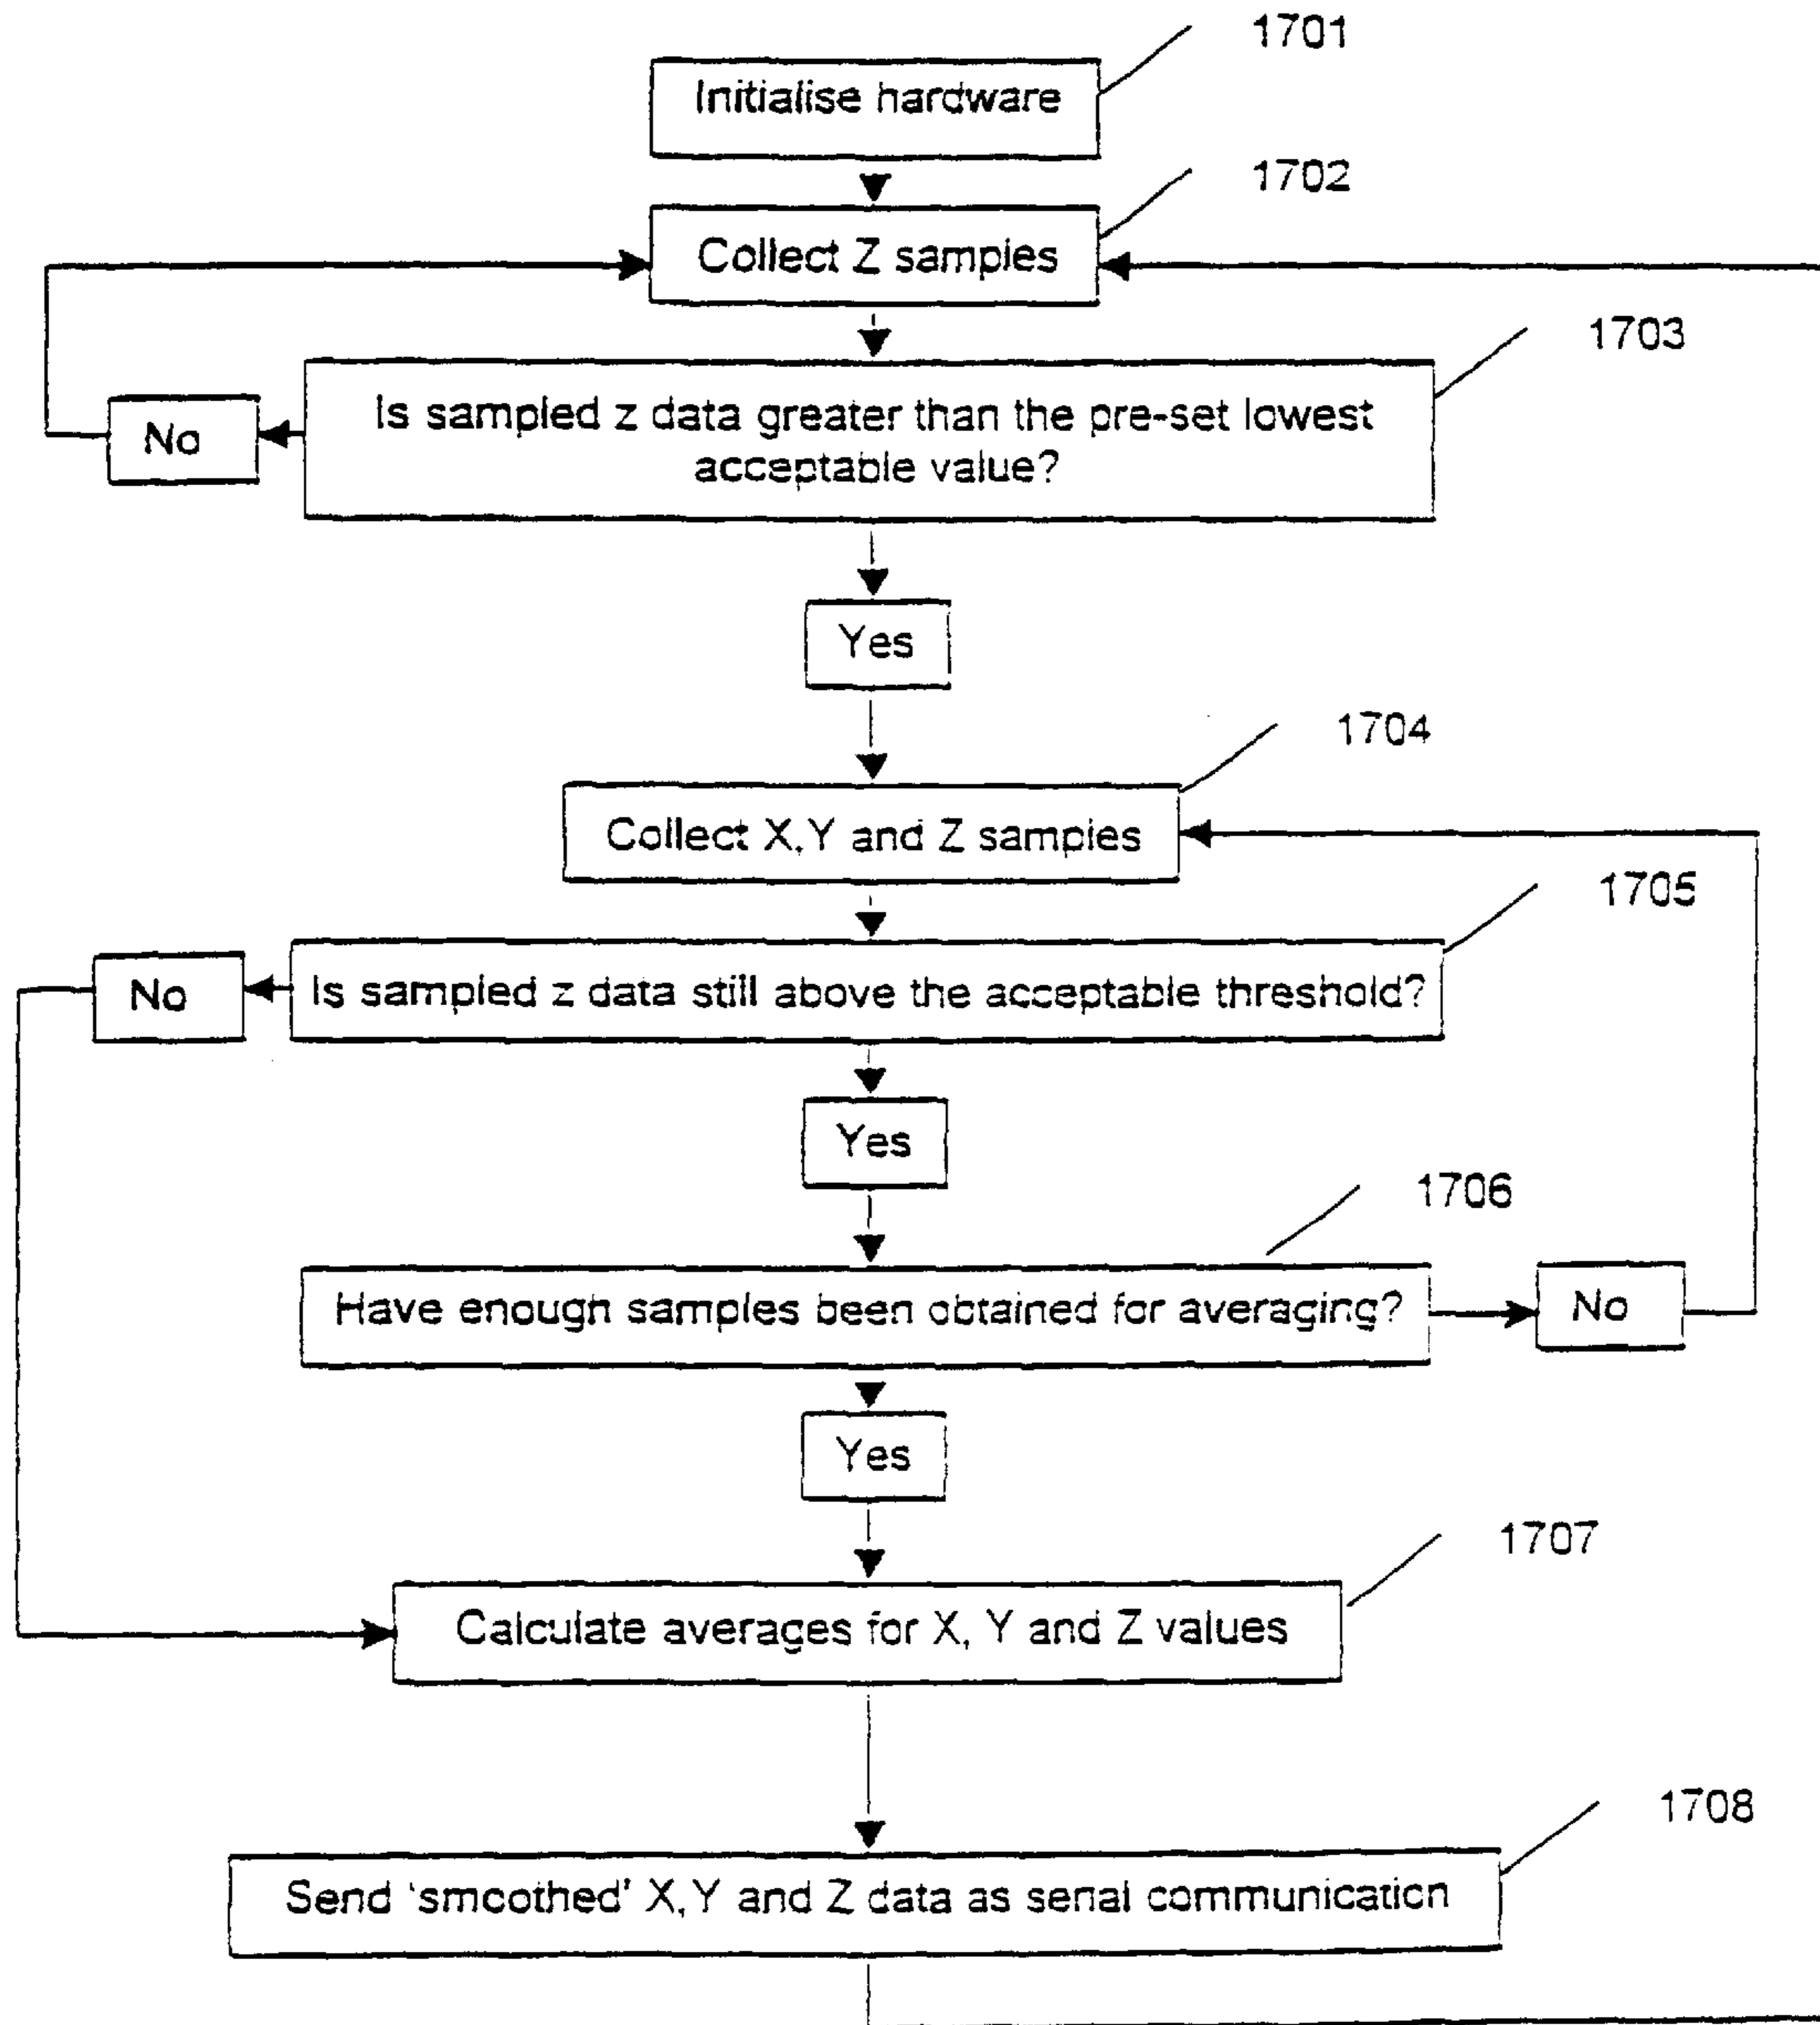 1701
Initialise hardware
1702
Collect Z samples
1703
Is sampled z data greater than the pre-set lowest
acceptable value?
No
Yes
1704
Collect X,Y and Z samples
1705
Is sampled z data still above the acceptable threshold?
No
Yes
1706
Have enough samples been obtained for averaging?
No
Yes
1707
Calculate averages for X, Y and Z values
1708
Send 'smoothed' X,Y and Z data as serial communication